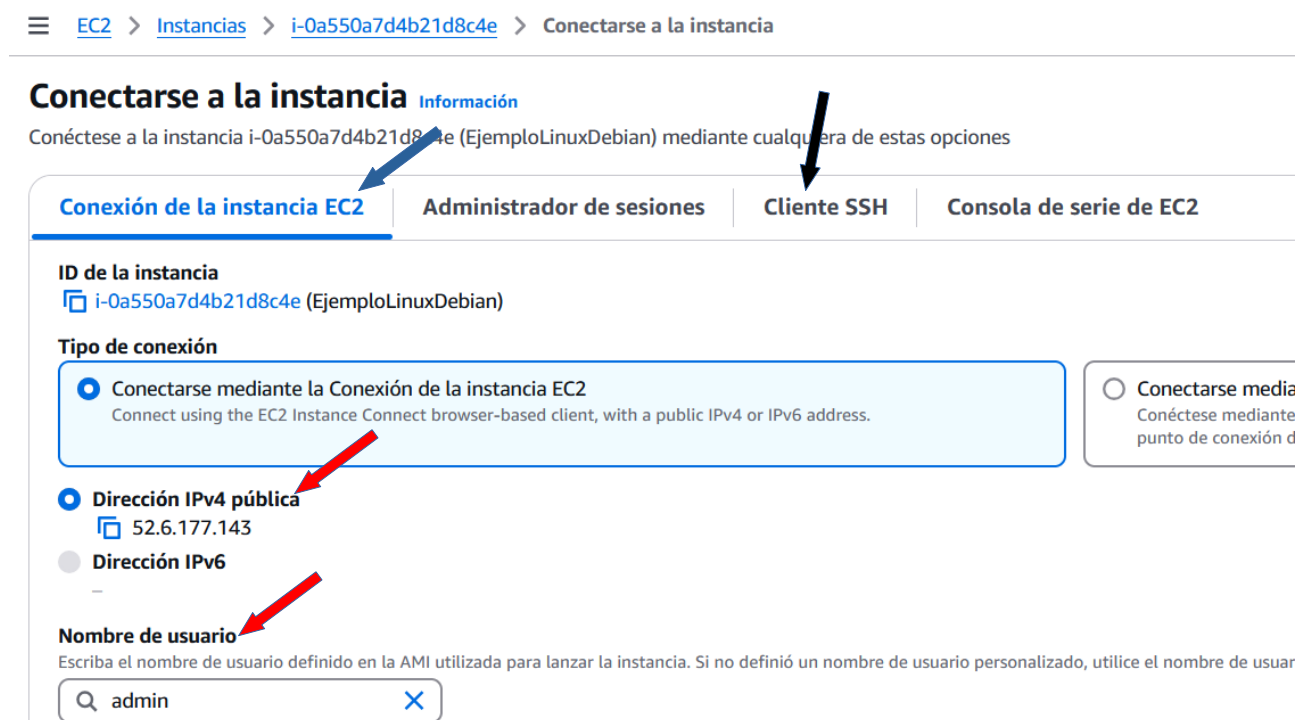 EC2 > Instancias > i-0a550a7d4b21d8c4e > Conectarse a la instancia
Conectarse a la instancia Información
Conéctese a la instancia i-0a550a7d4b21d8c4e (EjemploLinuxDebian) mediante cualquiera de estas opciones
Conexión de la instancia EC2 Administrador de sesiones Cliente SSH Consola de serie de EC2
ID de la instancia
i-0a550a7d4b21d8c4e (EjemploLinuxDebian)
Tipo de conexión
Conectarse mediante la Conexión de la instancia EC2
Connect using the EC2 Instance Connect browser-based client, with a public IPv4 or IPv6 address.
Conectarse media
Conéctese mediante
punto de conexión d
Dirección IPv4 pública
52.6.177.143
Dirección IPv6
–
Nombre de usuario
Escriba el nombre de usuario definido en la AMI utilizada para lanzar la instancia. Si no definió un nombre de usuario personalizado, utilice el nombre de usuar
admin